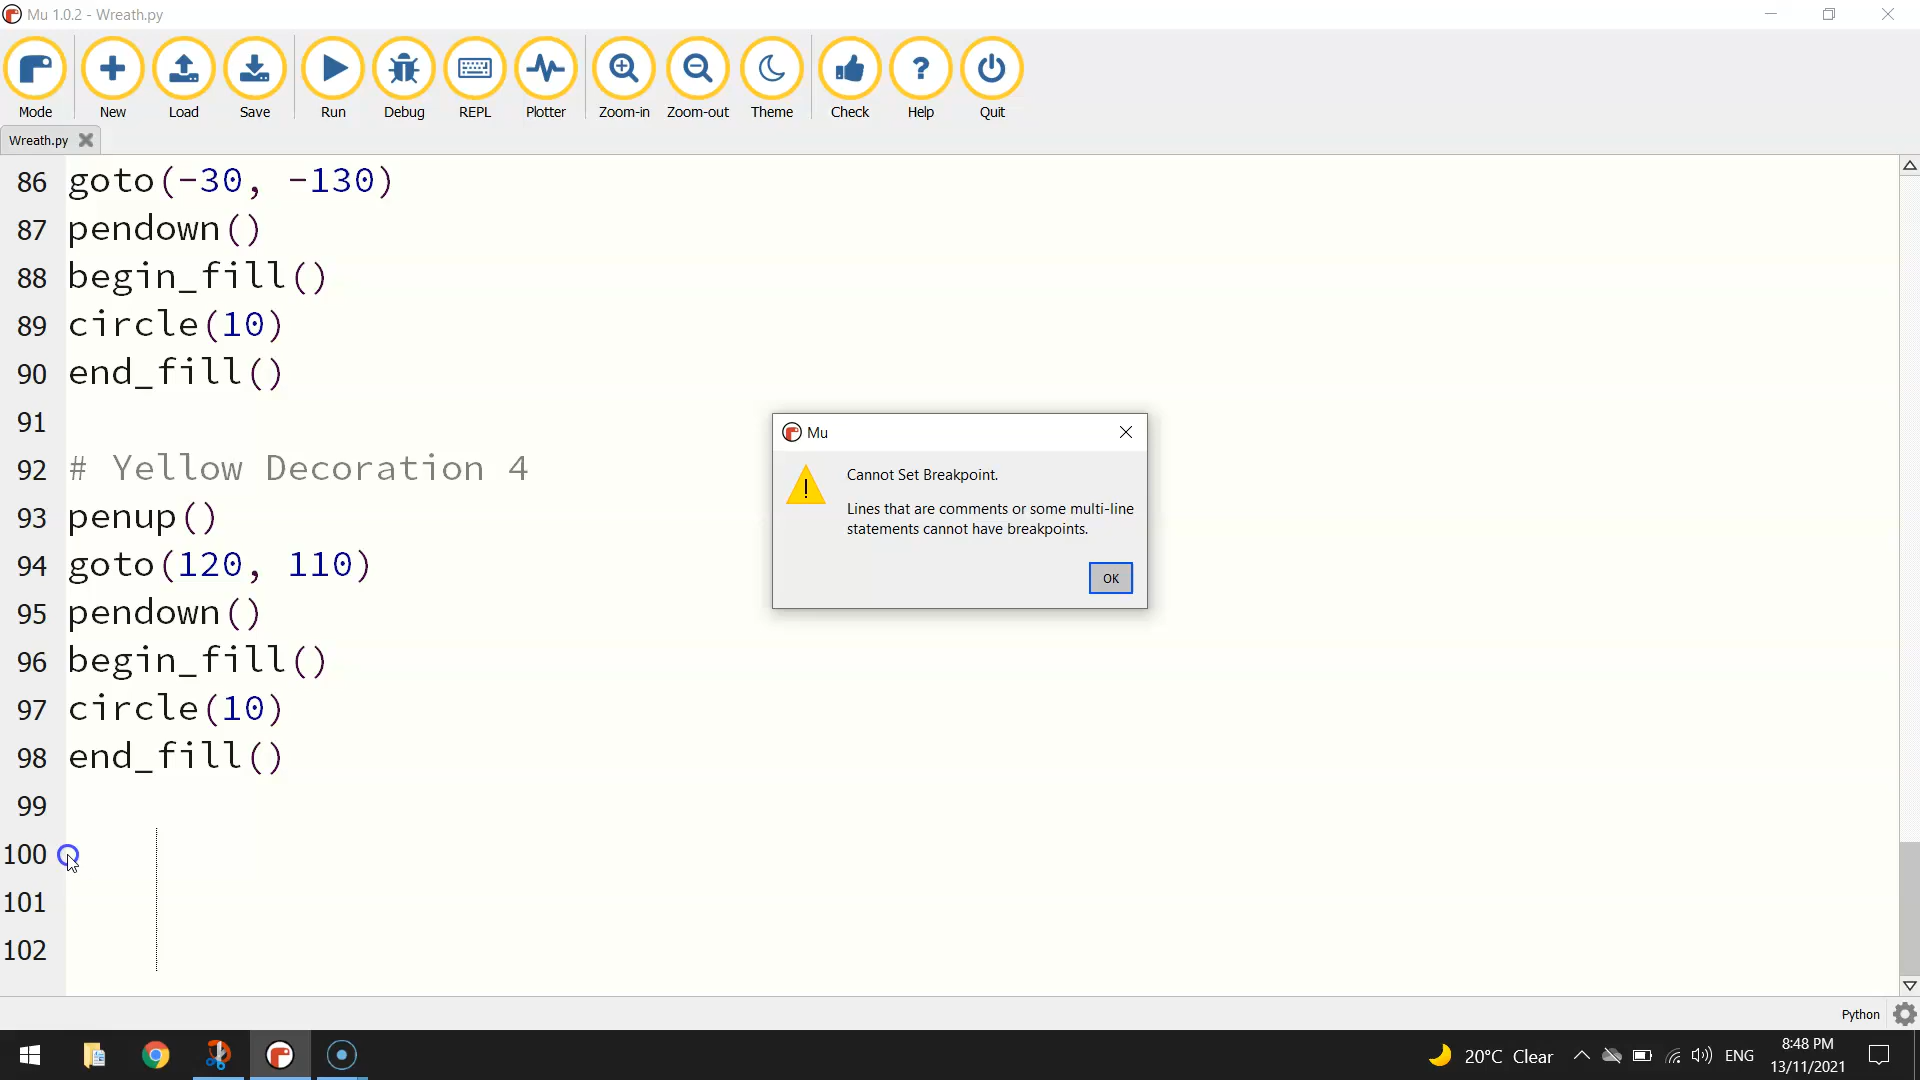 Mu 1.0.2 - Wreath.py
Mode New Load Save Run Debug REPL Plotter Zoom-in Zoom-out Theme Check Help Quit
Wreath.py
86 goto(-30, -130)
87 pendown()
88 begin_fill()
89 circle(10)
90 end_fill()
91
92 # Yellow Decoration 4
93 penup()
94 goto(120, 110)
95 pendown()
96 begin_fill()
97 circle(10)
98 end_fill()
99
100
101
102
Mu
Cannot Set Breakpoint.
Lines that are comments or some multi-line
statements cannot have breakpoints.
OK
Python
20°C Clear ENG 8:48 PM
13/11/2021